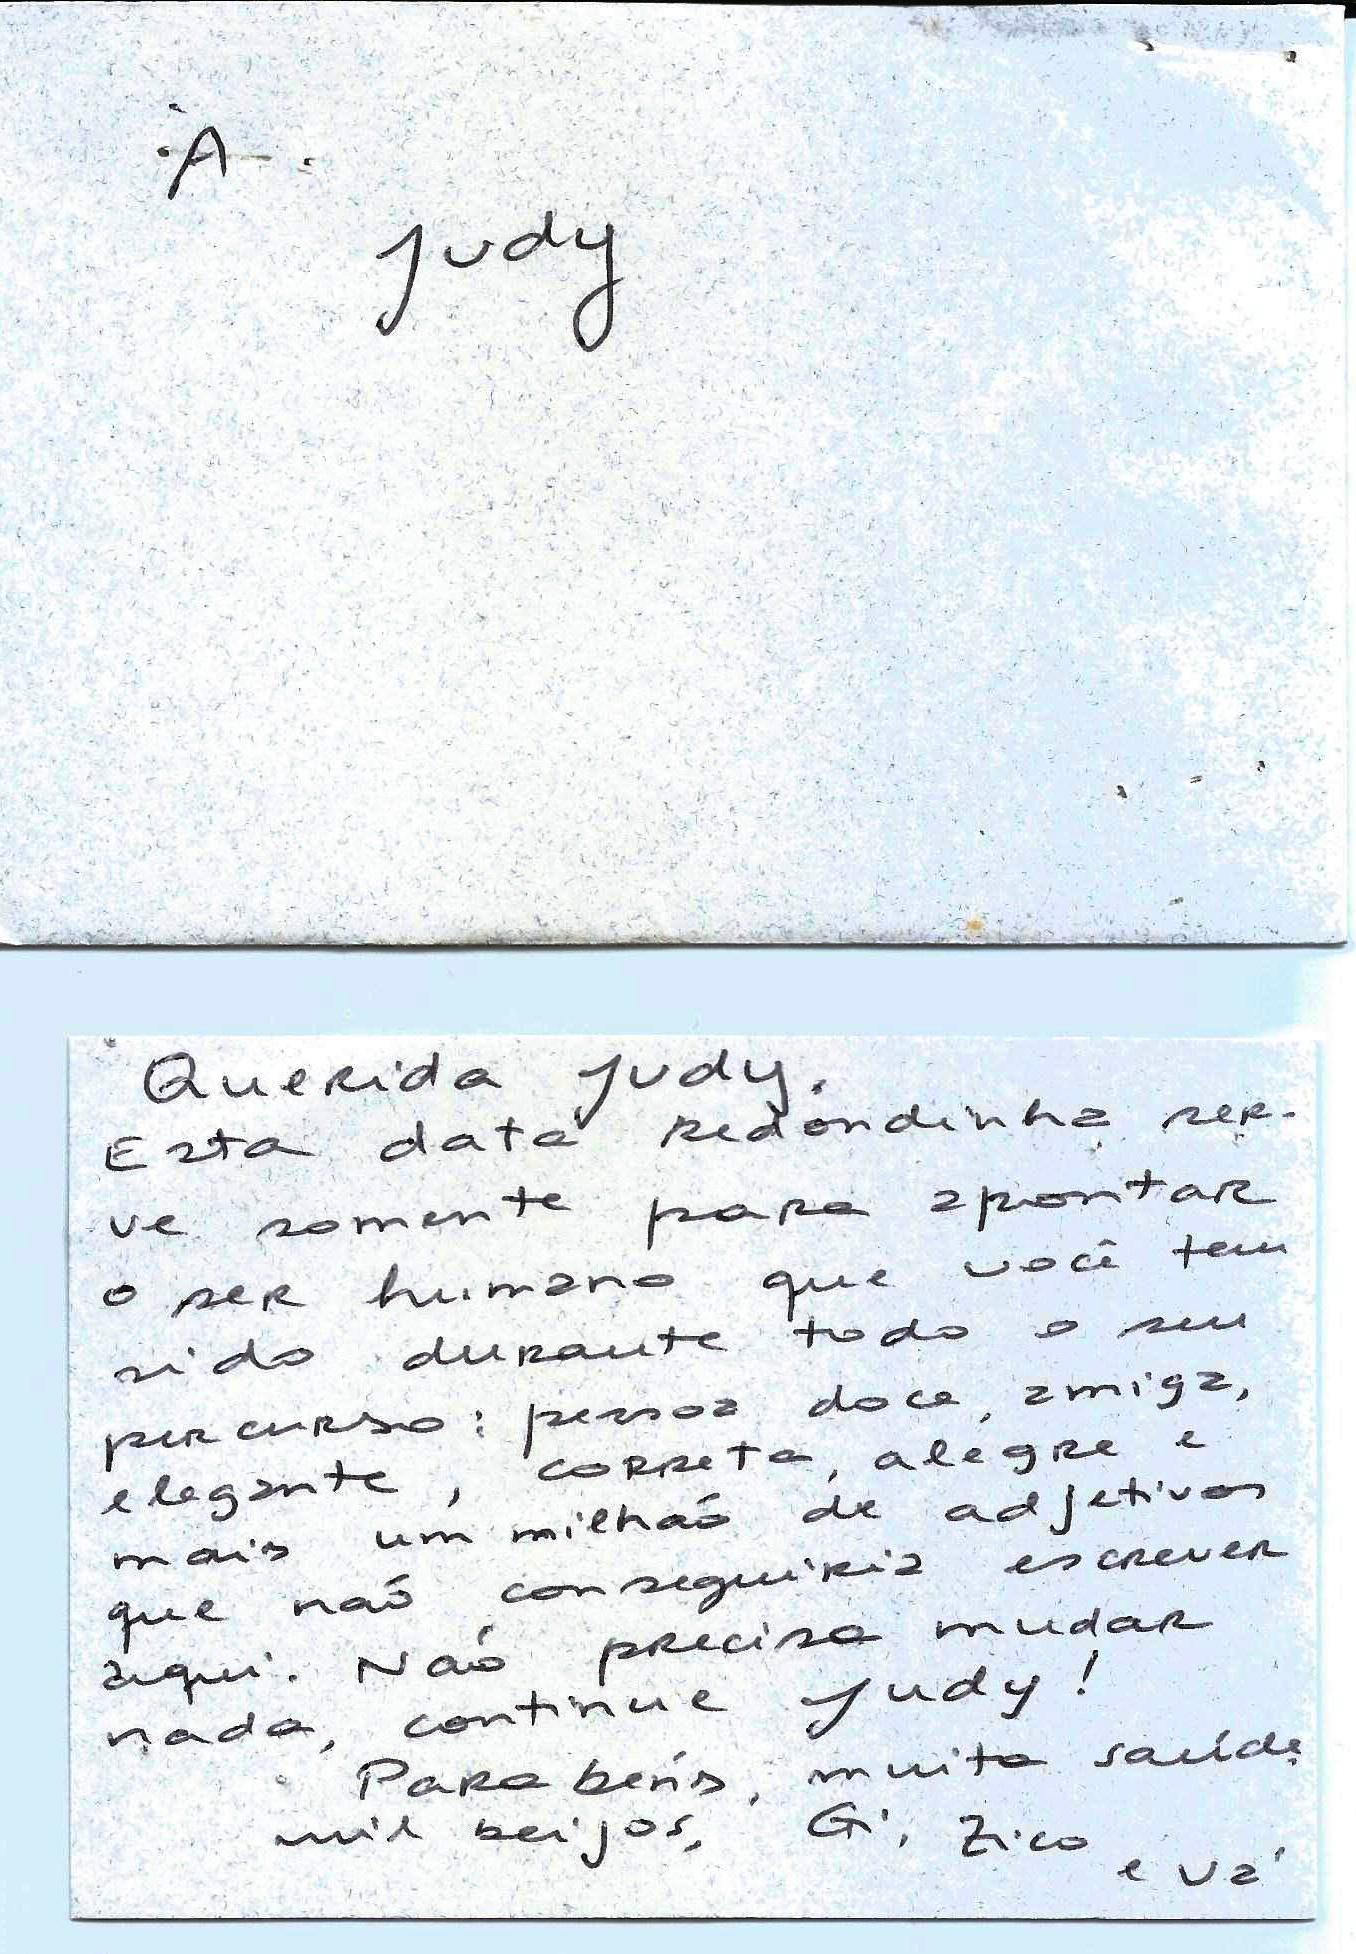 À
Judy
Querida Judy,
Esta data redondinha ser-
ve somente para apontar
o ser humano que você tem
sido durante todo o seu
percurso: pessoa doce, amiga,
elegante, correta, alegre e
mais um milhão de adjetivos
que não conseguiria escrever
aqui. Não precisa mudar
nada, continue Judy!
Parabéns, muita saúde
mil beijos, Gi, Zico
e Vá